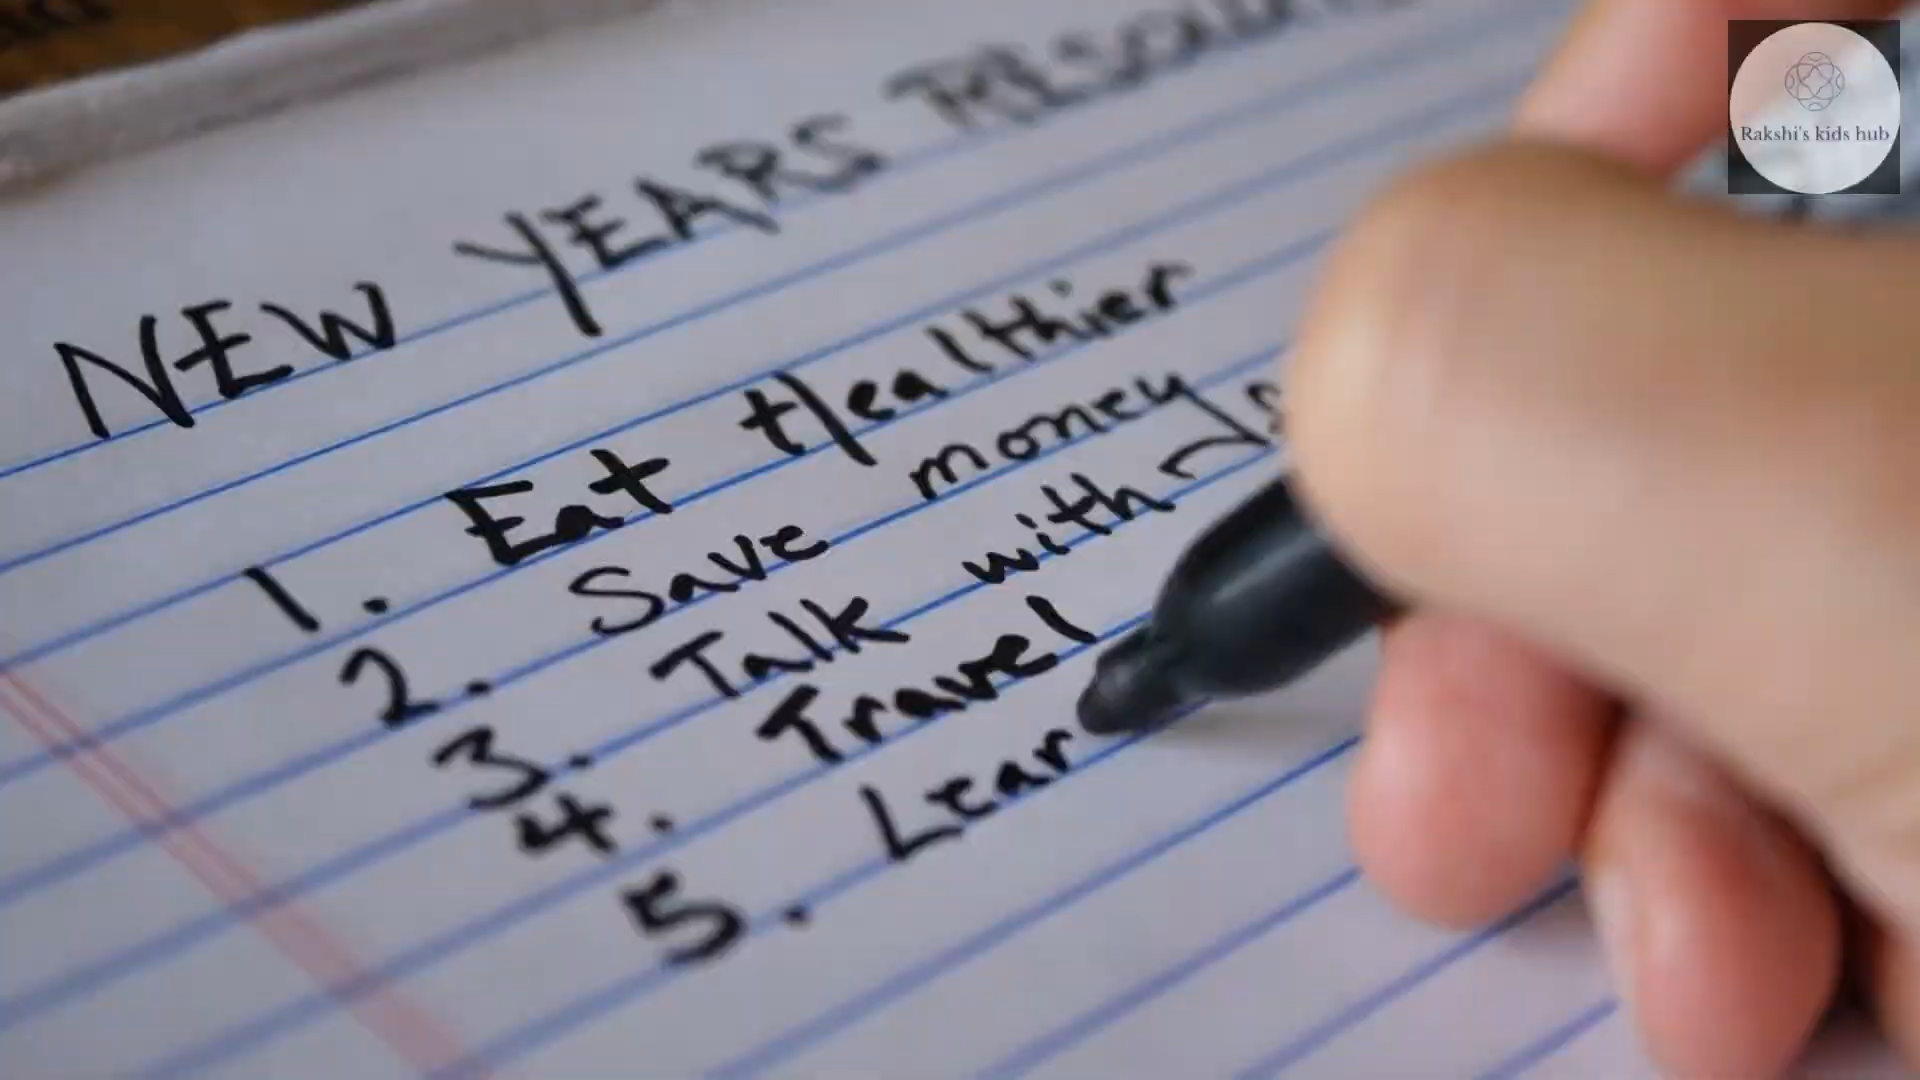 NEW YEARS
1. Eat Healthier
2. Save money
3. Talk with
4. Travel
5. Lear
Rakshi's kids hub